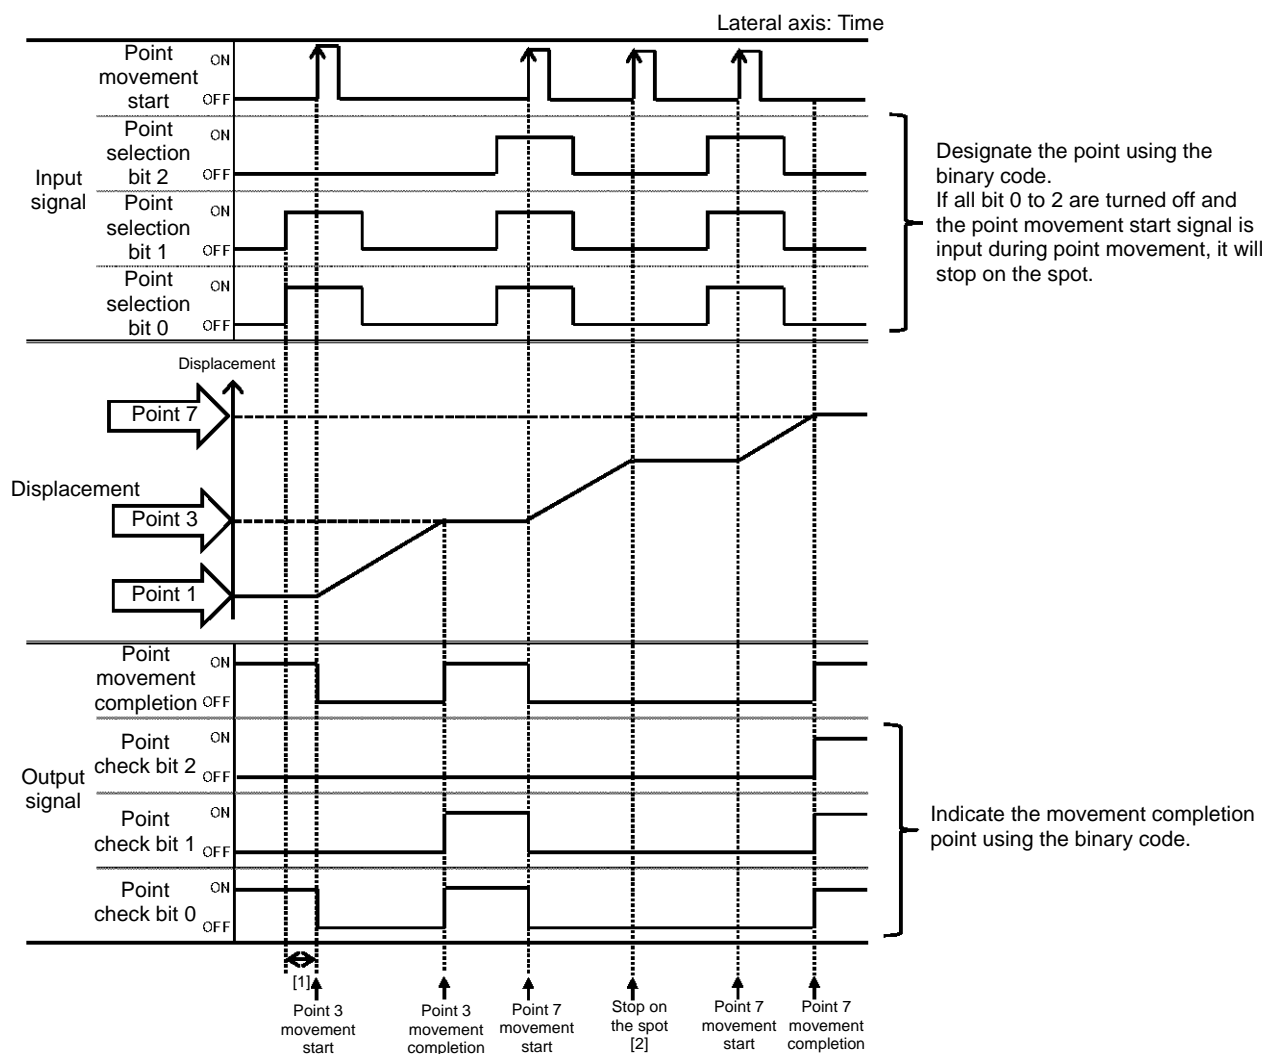 Lateral axis: Time
Input
signal
Point
movement
start
ON
OFF
Point
selection
bit 2
ON
OFF
Point
selection
bit 1
ON
OFF
Point
selection
bit 0
ON
OFF
Designate the point using the
binary code.
If all bit 0 to 2 are turned off and
the point movement start signal is
input during point movement, it will
stop on the spot.
Displacement
Displacement
Point 7
Point 3
Point 1
Output
signal
Point
movement
completion
ON
OFF
Point
check bit 2
ON
OFF
Point
check bit 1
ON
OFF
Point
check bit 0
ON
OFF
Indicate the movement completion
point using the binary code.
[1]
Point 3
movement
start
Point 3
movement
completion
Point 7
movement
start
Stop on
the spot
[2]
Point 7
movement
start
Point 7
movement
completion